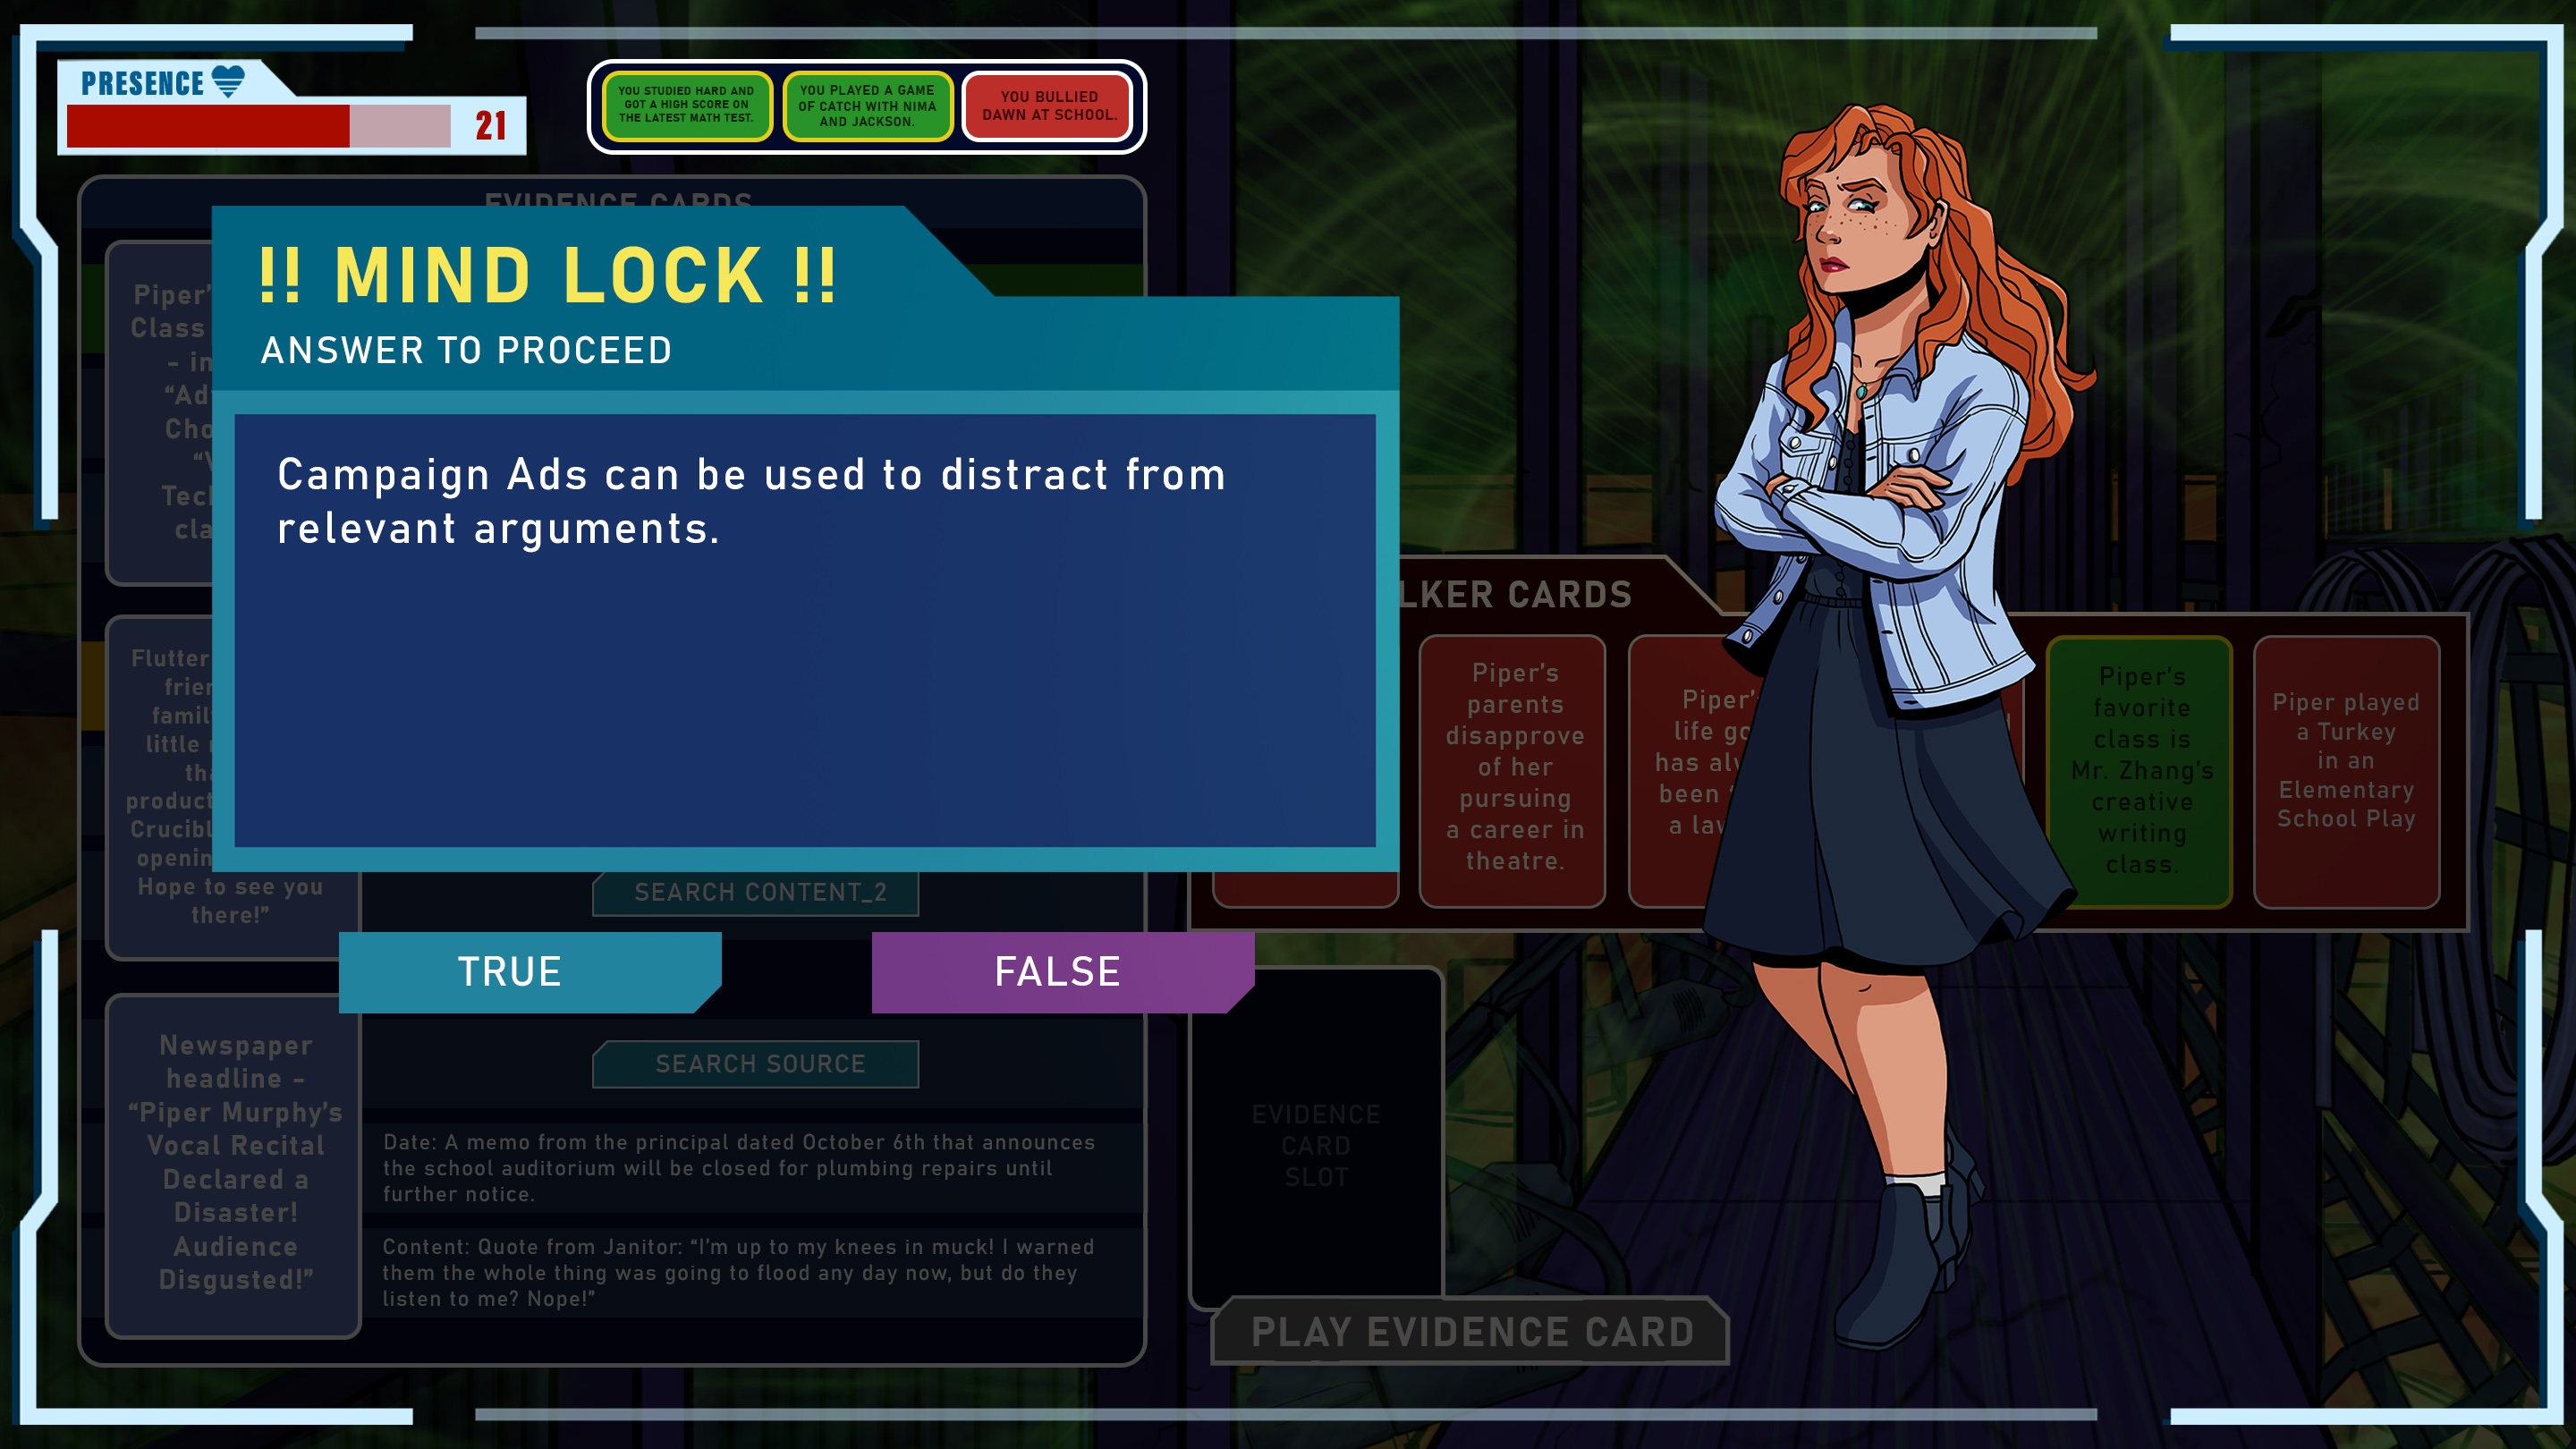 PRESENCE
21
YOU STUDIED HARD AND
GOT A HIGH SCORE ON
THE LATEST MATH TEST.
YOU PLAYED A GAME
OF CATCH WITH NIMA
AND JACKSON.
YOU BULLIED
DAWN AT SCHOOL.
EVIDENCE CARDS
!! MIND LOCK !!
ANSWER TO PROCEED
Campaign Ads can be used to distract from
relevant arguments.
TRUE
FALSE
Class
Flutter
little
Hope to see you
there!”
SEARCH CONTENT_2
SEARCH SOURCE
Newspaper
headline –
“Piper Murphy’s
Vocal Recital
Declared a
Disaster!
Audience
Disgusted!”
Date: A memo from the principal dated October 6th that announces
the school auditorium will be closed for plumbing repairs until
further notice.
Content: Quote from Janitor: “I’m up to my knees in muck! I warned
them the whole thing was going to flood any day now, but do they
listen to me? Nope!”
CARDS
Piper’s
parents
disapprove
of her
pursuing
a career in
theatre.
life
been
a
Piper’s
favorite
class is
Mr. Zhang’s
creative
writing
class.
Piper played
a Turkey
in an
Elementary
School Play
EVIDENCE
CARD
SLOT
PLAY EVIDENCE CARD